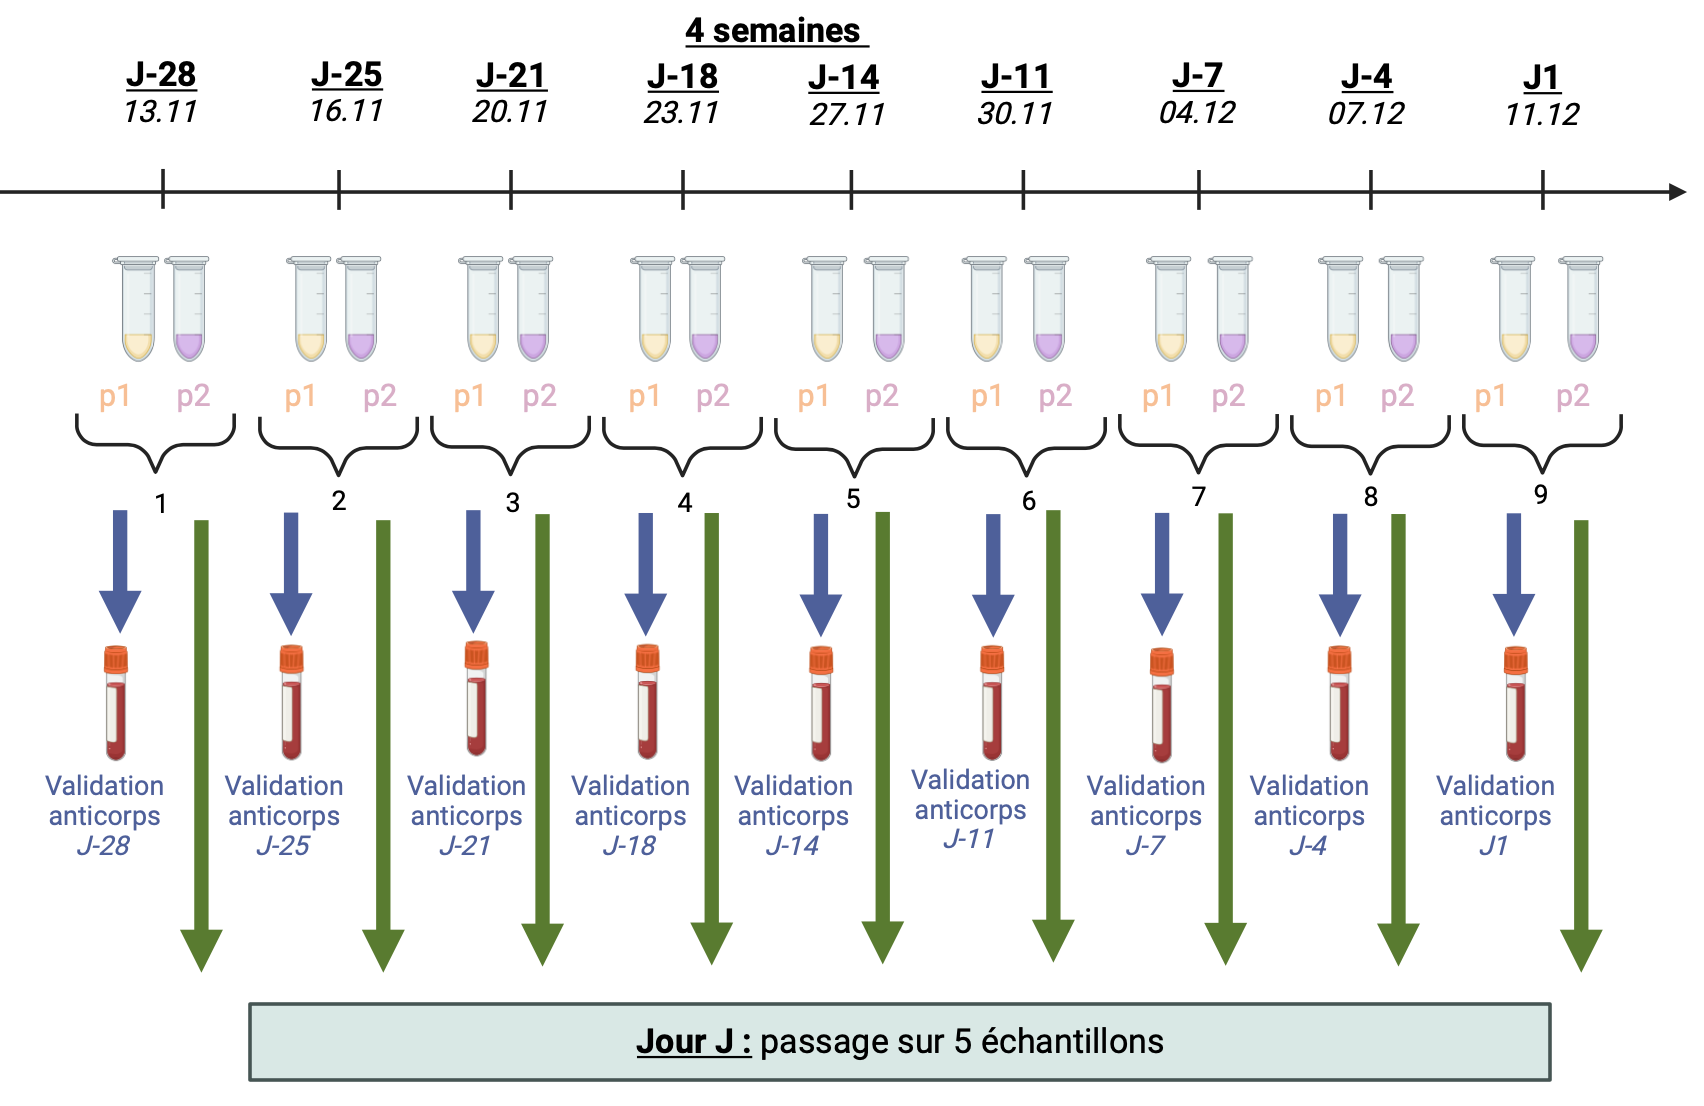 4 semaines
J-28 J-25 J-21 J-18 J-14 J-11 J-7 J-4 J1
13.11 16.11 20.11 23.11 27.11 30.11 04.12 07.12 11.12
p1 p2 p1 p2 p1 p2 p1 p2 p1 p2 p1 p2 p1 p2 p1 p2 p1 p2
1 2 3 4 5 6 7 8 9
Validation Validation Validation Validation Validation Validation Validation Validation Validation
anticorps anticorps anticorps anticorps anticorps anticorps anticorps anticorps anticorps
J-28 J-25 J-21 J-18 J-14 J-11 J-7 J-4 J1
Jour J : passage sur 5 échantillons